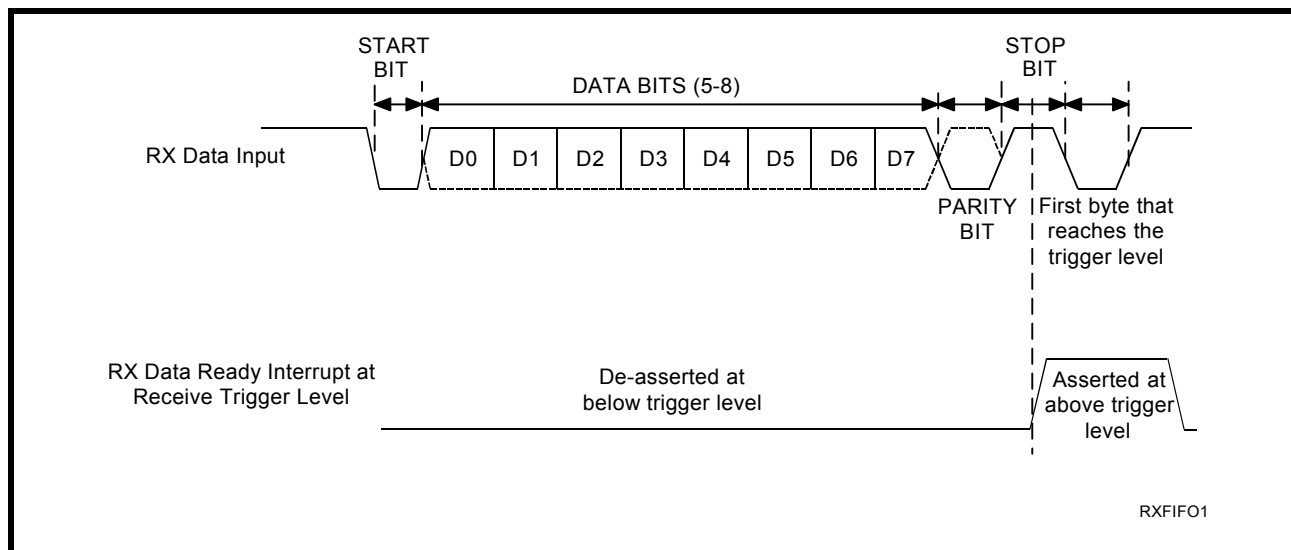 START
BIT
STOP
BIT
DATA BITS (5-8)
RX Data Input
D0 D1 D2 D3 D4 D5 D6 D7
PARITY
BIT
First byte that
reaches the
trigger level
RX Data Ready Interrupt at
Receive Trigger Level
De-asserted at
below trigger level
Asserted at
above trigger
level
RXFIFO1